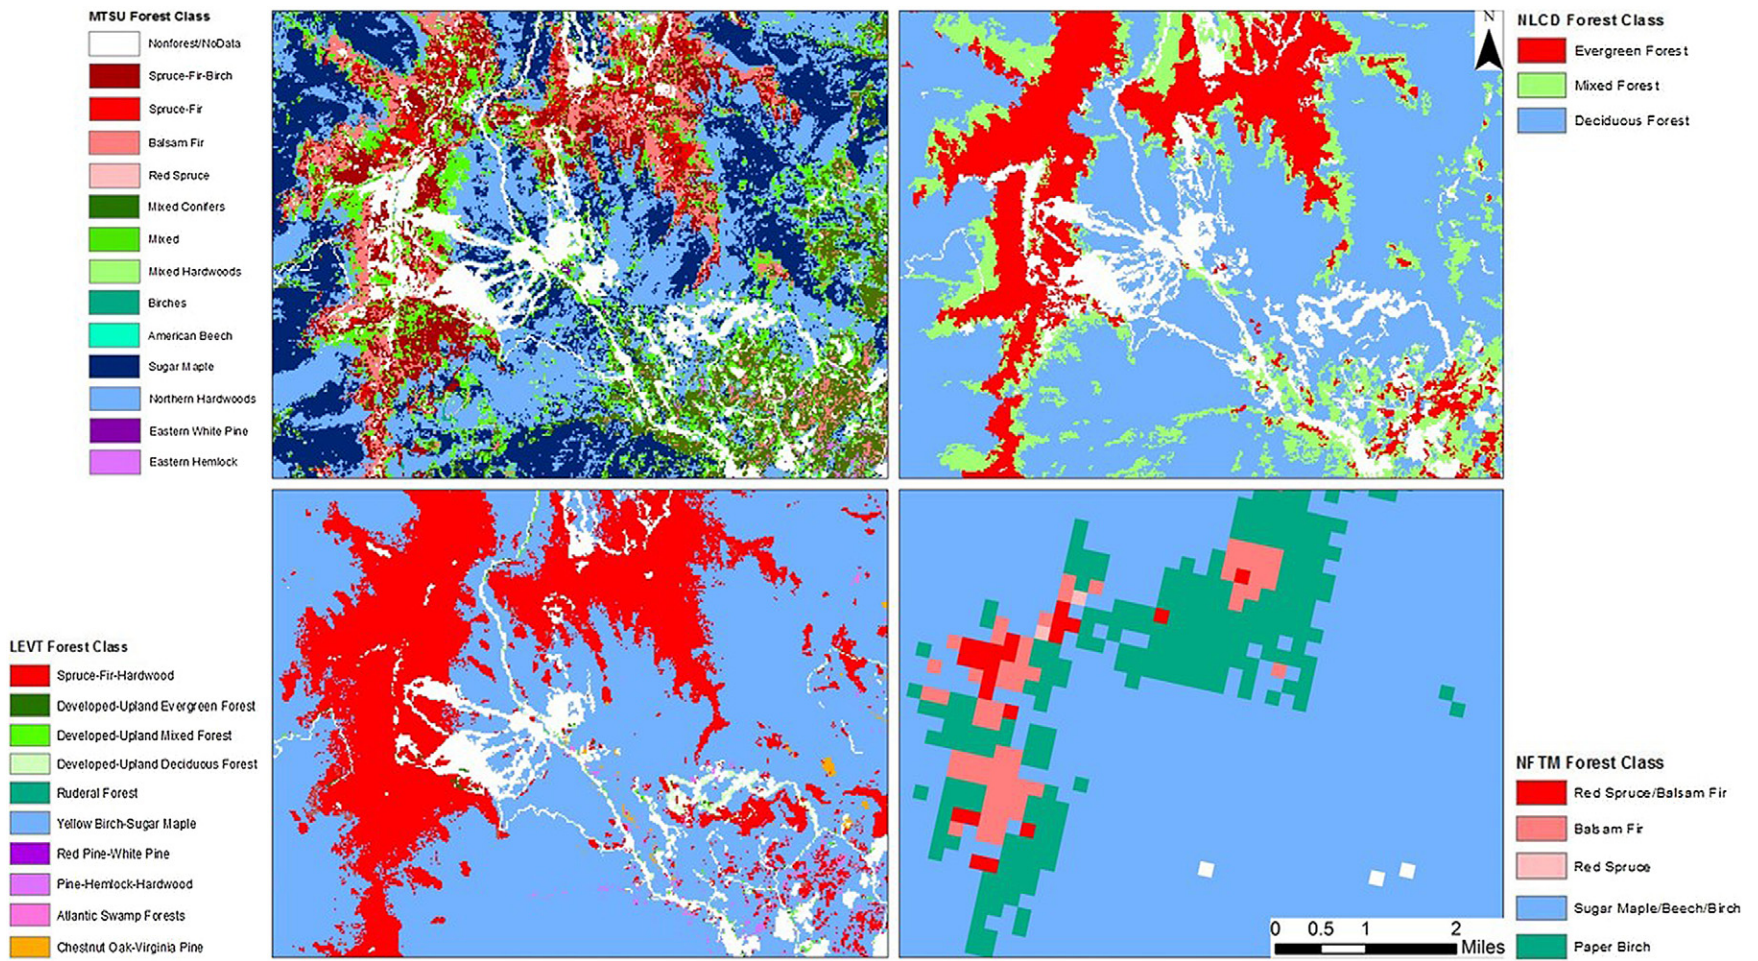 MTSU Forest Class
Nonforest/NoData
Spruce-Fir-Birch
Spruce-Fir
Balsam Fir
Red Spruce
Mixed Conifers
Mixed
Mixed Hardwoods
Birches
American Beech
Sugar Maple
Northern Hardwoods
Eastern White Pine
Eastern Hemlock
N
NLCD Forest Class
Evergreen Forest
Mixed Forest
Deciduous Forest
LEVT Forest Class
Spruce-Fir-Hardwood
Developed-Upland Evergreen Forest
Developed-Upland Mixed Forest
Developed-Upland Deciduous Forest
Ruderal Forest
Yellow Birch-Sugar Maple
Red Pine-White Pine
Pine-Hemlock-Hardwood
Atlantic Swamp Forests
Chestnut Oak-Virginia Pine
NFTM Forest Class
Red Spruce/Balsam Fir
Balsam Fir
Red Spruce
Sugar Maple/Beech/Birch
Paper Birch
0 0.5 1 2
Miles